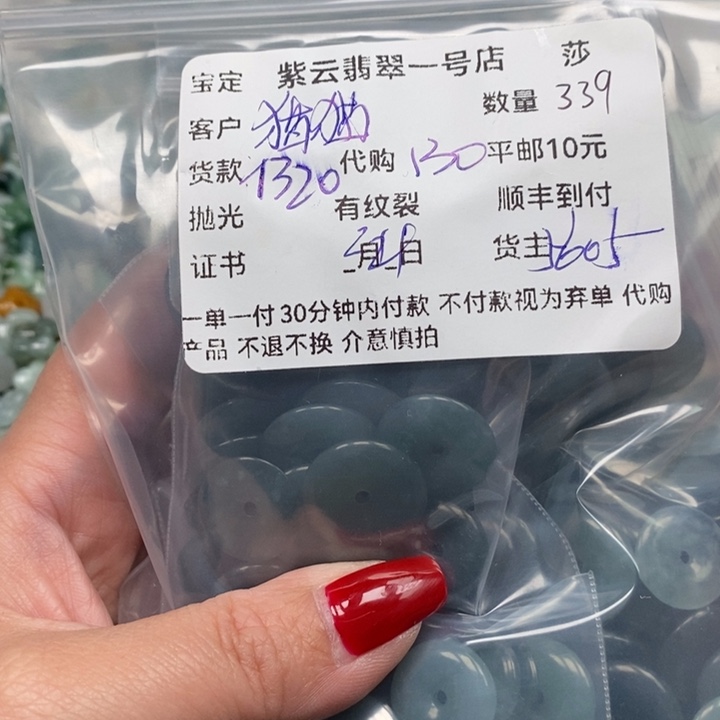 宝定 紫云翡翠一号店 莎
客户 猫猫 数量 339
货款 1320 代购 130 平邮10元
抛光 有纹裂 顺丰到付
证书 月 日 货主 3605
一单一付30分钟内付款 不付款视为弃单 代购
产品 不退不换 介意慎拍